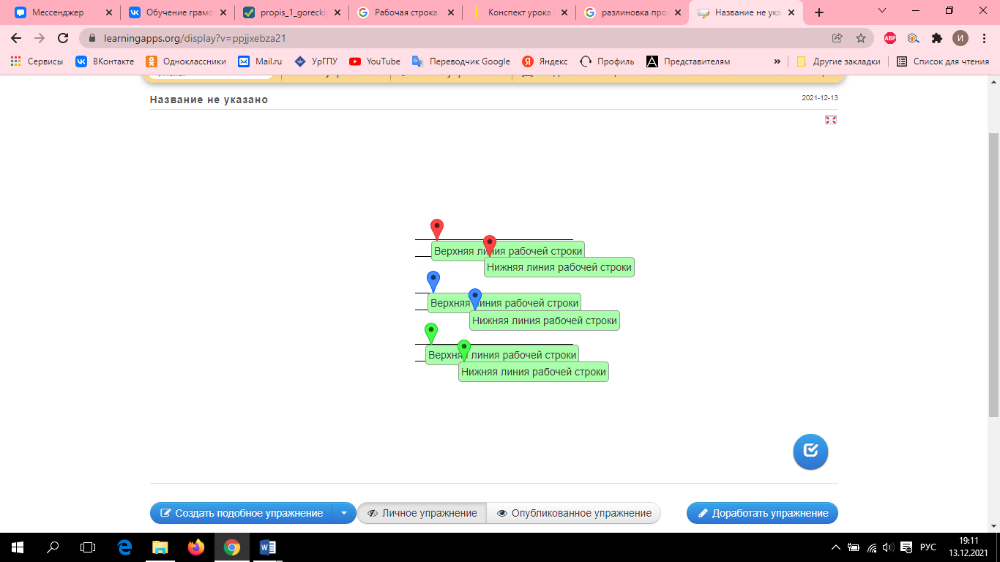 Мессенджер
Обучение грамо
propis_1_gorecki
Рабочая строка.
Конспект урока
разлиновка про
Название не ука
learningapps.org/display?v=ppjjxebza21
ABP
И
Сервисы
ВКонтакте
Одноклассники
Mail.ru
УрГПУ
YouTube
Переводчик Google
Яндекс
Профиль
Представителям
»
Другие закладки
Список для чтения
Название не указано
2021-12-13
Верхняя линия рабочей строки
Нижняя линия рабочей строки
Верхняя линия рабочей строки
Нижняя линия рабочей строки
Верхняя линия рабочей строки
Нижняя линия рабочей строки
Создать подобное упражнение
Личное упражнение
Опубликованное упражнение
Доработать упражнение
РУС
19:11
13.12.2021